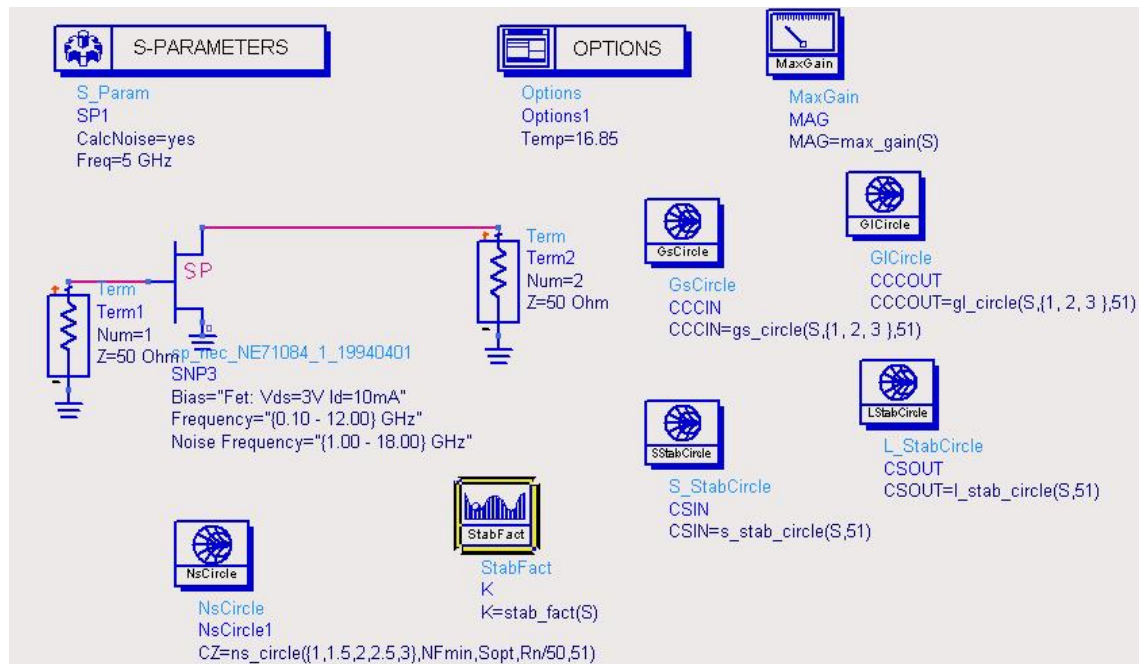 S-PARAMETERS
S_Param
SP1
CalcNoise=yes
Freq=5 GHz
OPTIONS
Options
Options1
Temp=16.85
MaxGain
MaxGain
MAG
MAG=max_gain(S)
Term
Term1
Num=1
Z=50 Ohm
SP
sp_nec_NE71084_1_19940401
SNP3
Bias="Fet: Vds=3V Id=10mA"
Frequency="{0.10 - 12.00} GHz"
Noise Frequency="{1.00 - 18.00} GHz"
Term
Term2
Num=2
Z=50 Ohm
GsCircle
GsCircle
CCCIN
CCCIN=gs_circle(S,{1, 2, 3 },51)
GlCircle
GlCircle
CCCOUT
CCCOUT=gl_circle(S,{1, 2, 3 },51)
SStabCircle
S_StabCircle
CSIN
CSIN=s_stab_circle(S,51)
LStabCircle
L_StabCircle
CSOUT
CSOUT=l_stab_circle(S,51)
NsCircle
NsCircle
NsCircle1
CZ=ns_circle({1,1.5,2,2.5,3},NFmin,Sopt,Rn/50,51)
StabFact
StabFact
K
K=stab_fact(S)